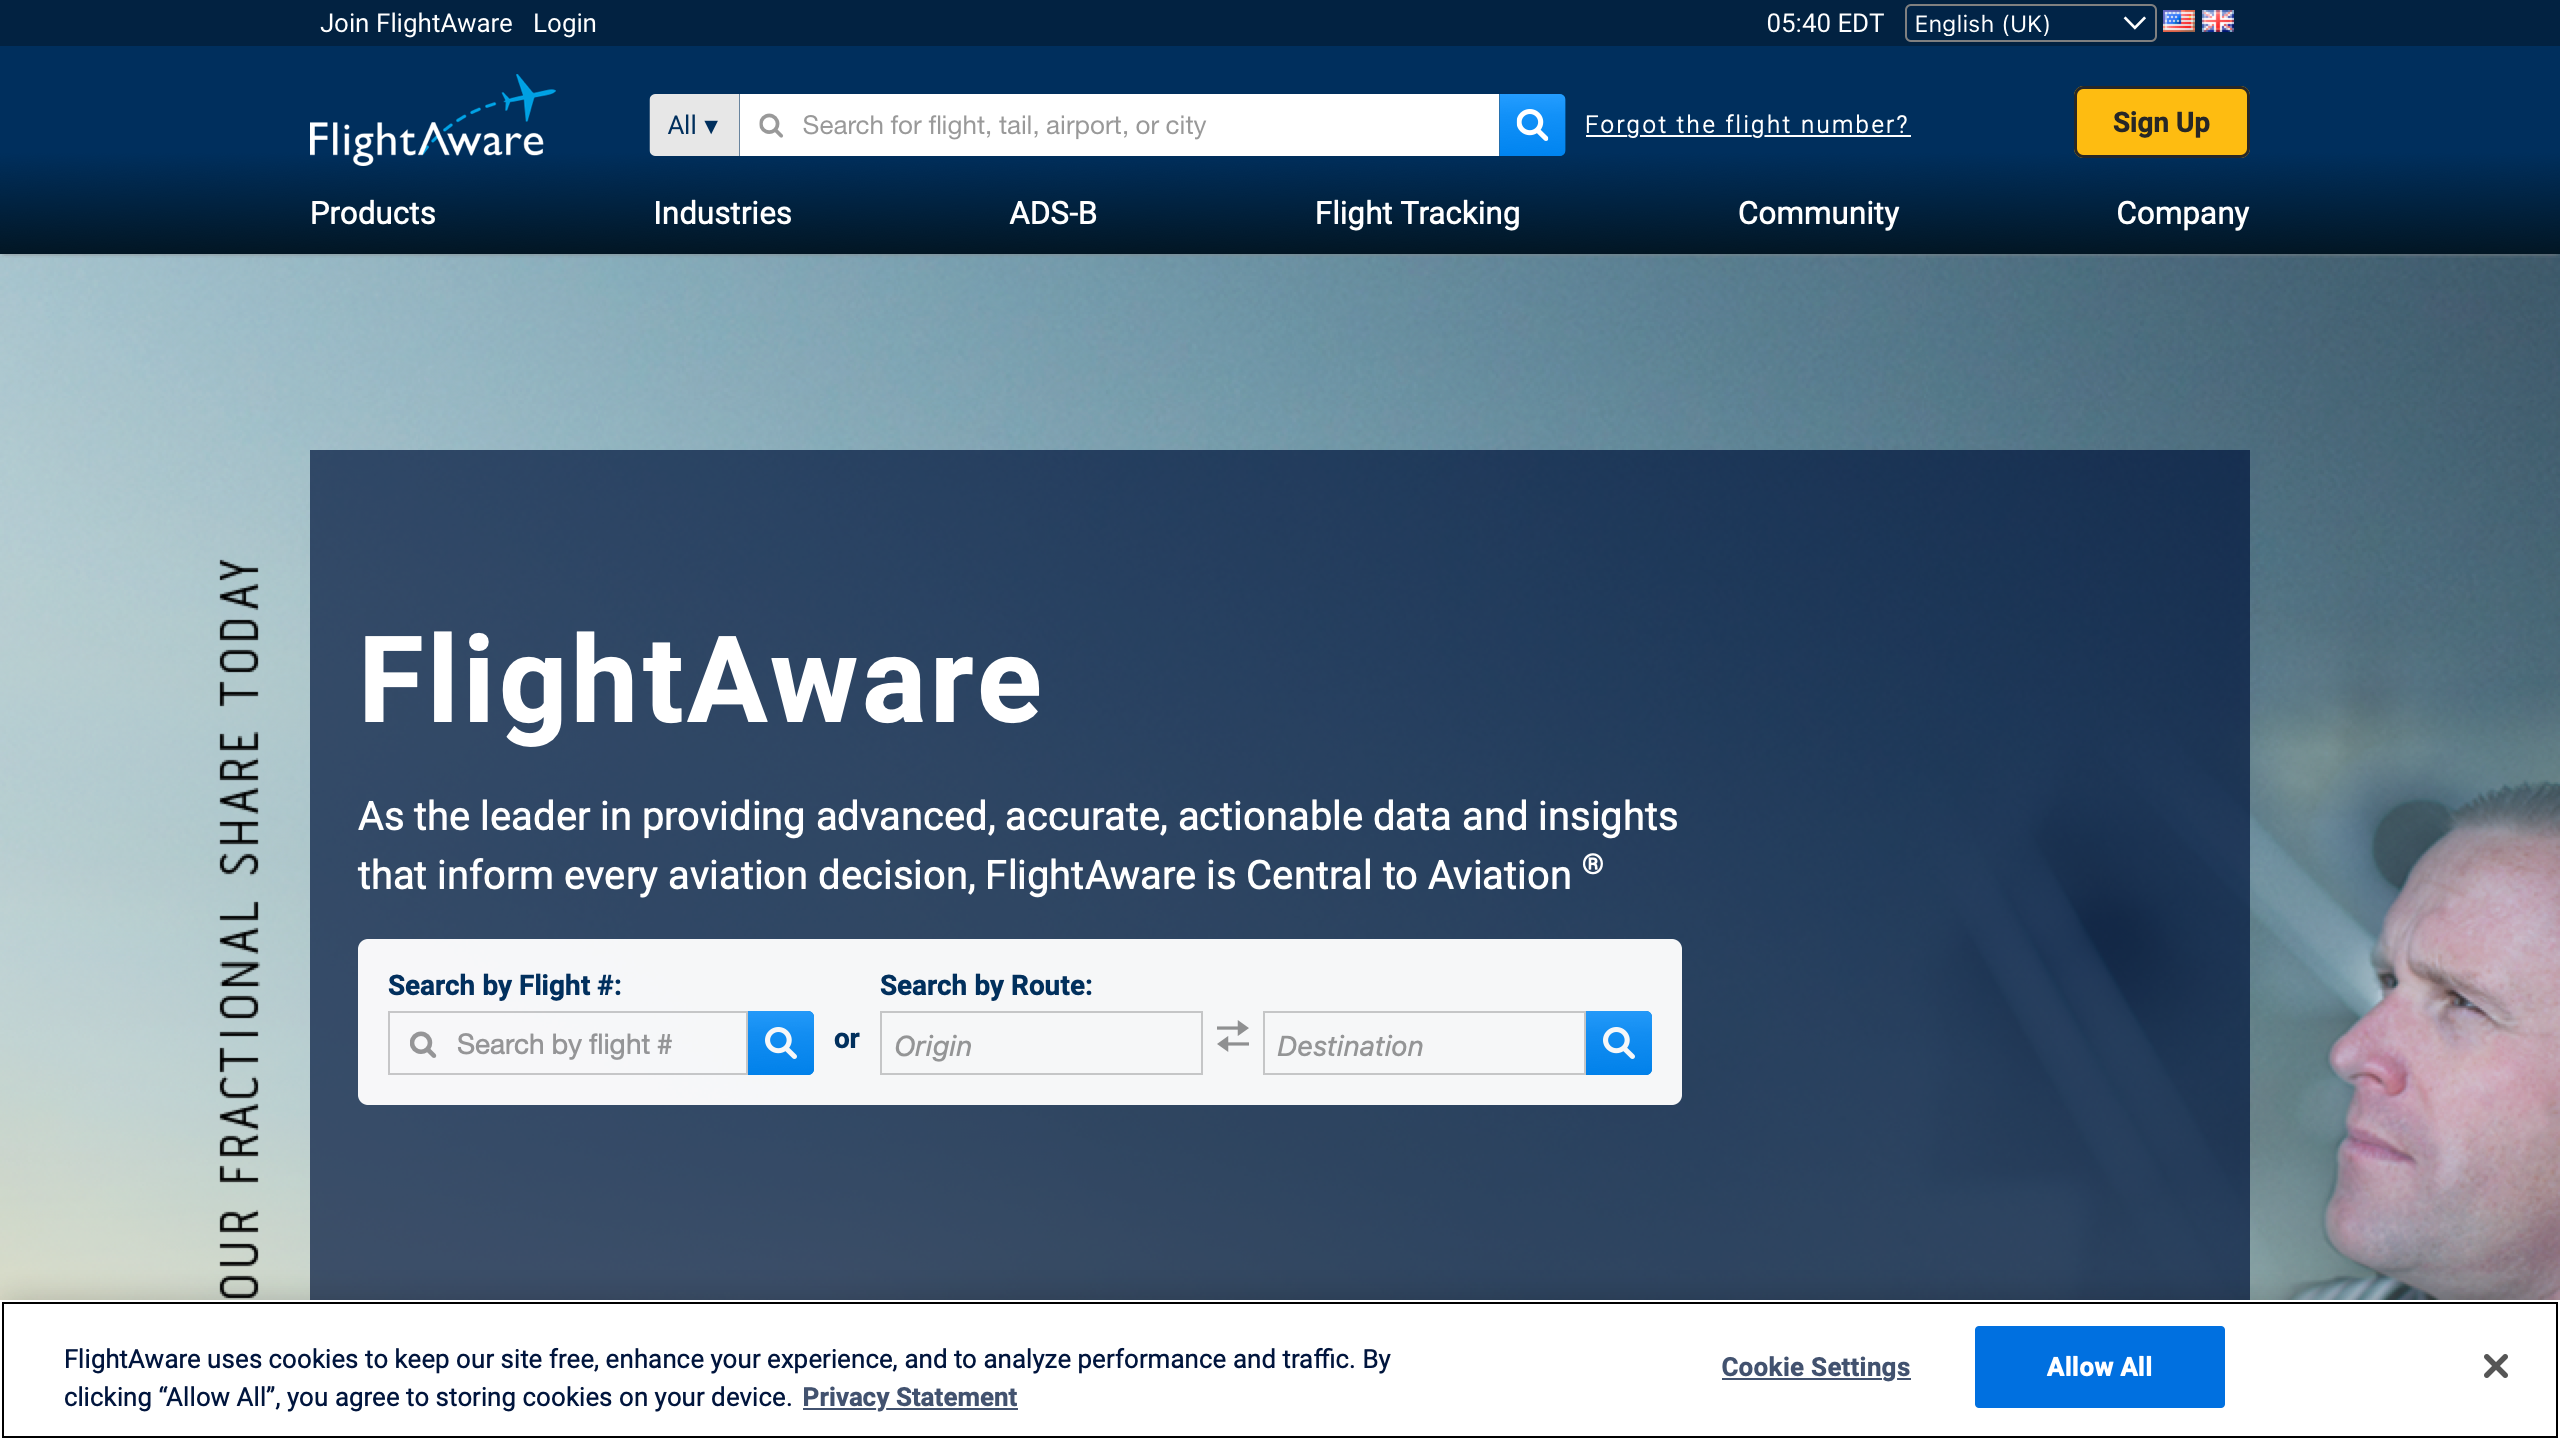 Join FlightAware Login 05:40 EDT English (UK)
FlightAware All ▾ Search for flight, tail, airport, or city Forgot the flight number? Sign Up
Products Industries ADS-B Flight Tracking Community Company
OUR FRACTIONAL SHARE TODAY
FlightAware
As the leader in providing advanced, accurate, actionable data and insights
that inform every aviation decision, FlightAware is Central to Aviation ®
Search by Flight #: Search by Route:
Search by flight # or Origin Destination
FlightAware uses cookies to keep our site free, enhance your experience, and to analyze performance and traffic. By
clicking “Allow All”, you agree to storing cookies on your device. Privacy Statement
Cookie Settings Allow All